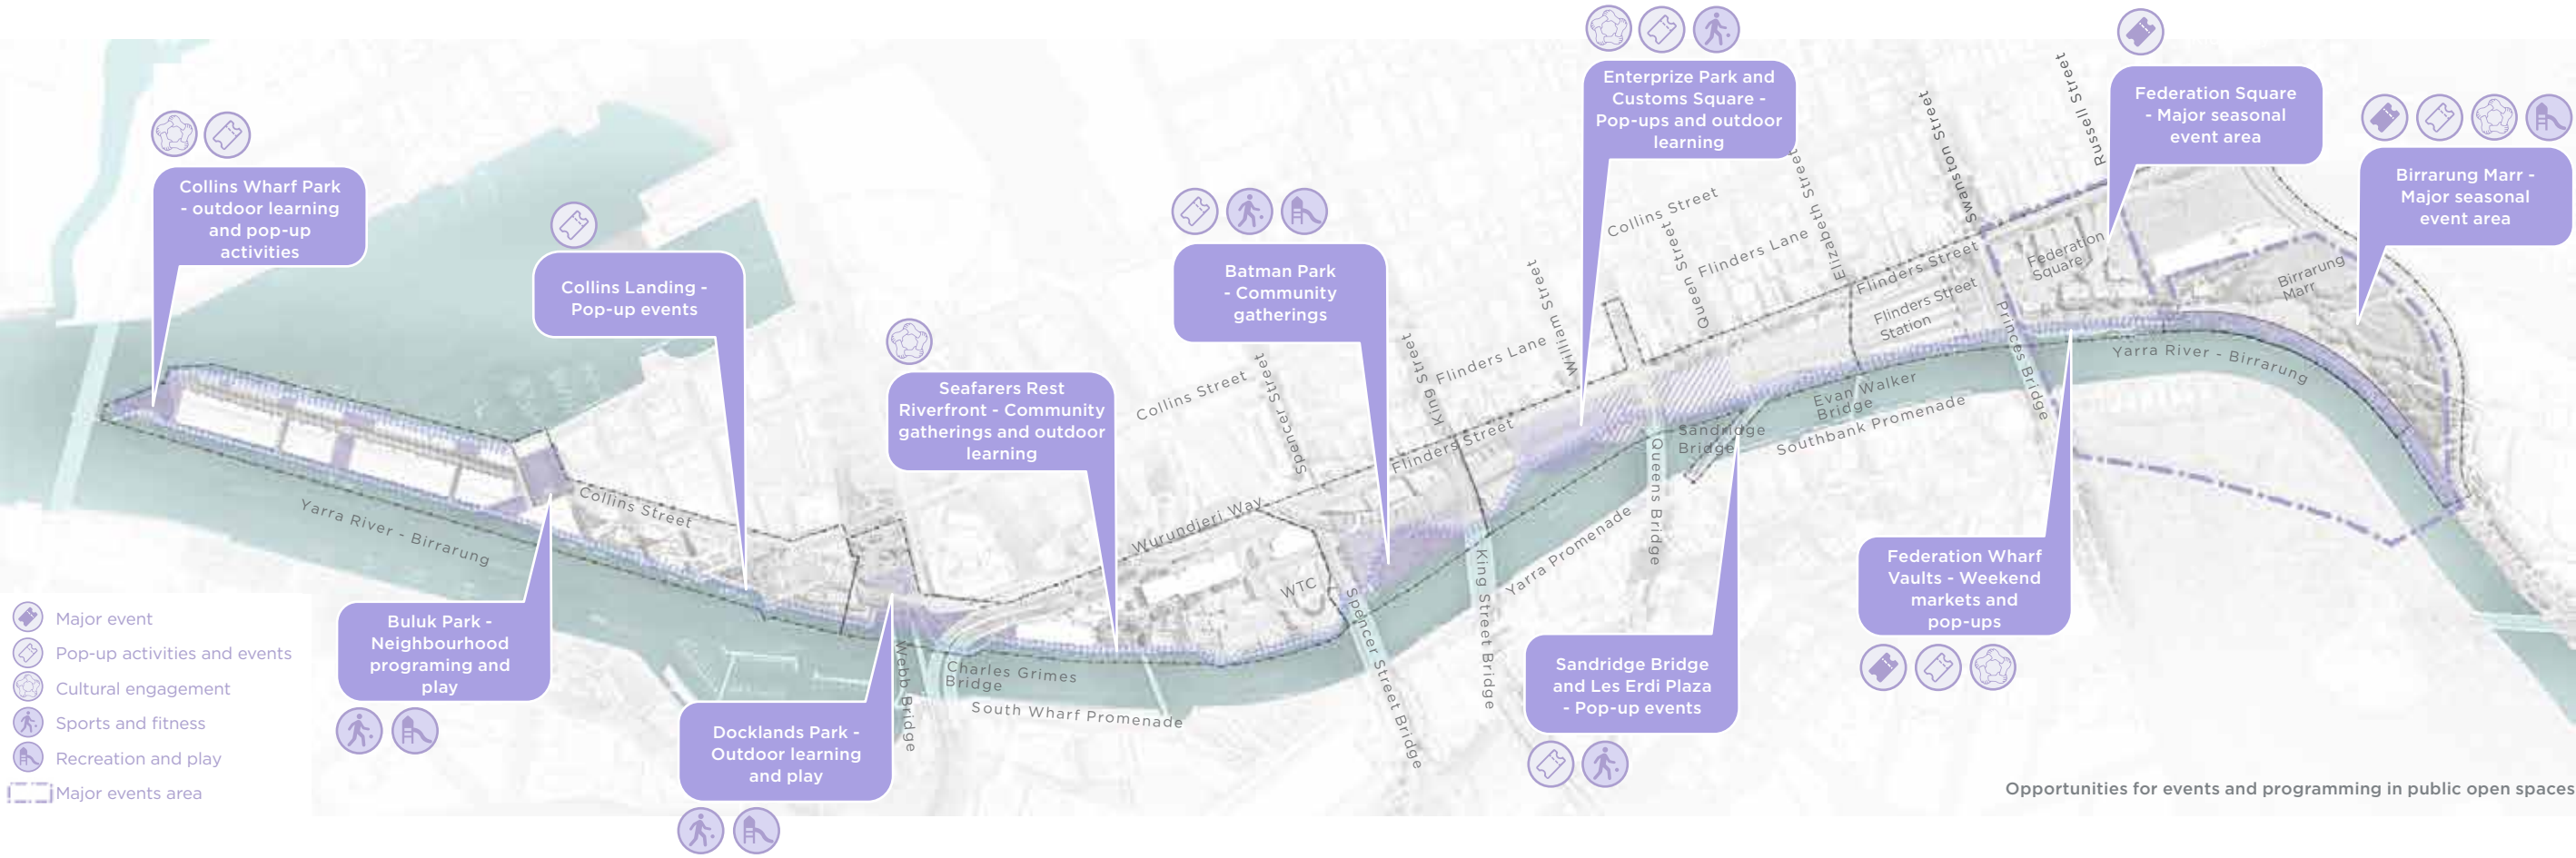 Enterprize Park and
Customs Square -
Pop-ups and outdoor
learning
Federation Square
- Major seasonal
event area
Birrarung Marr -
Major seasonal
event area
Collins Wharf Park
- outdoor learning
and pop-up
activities
Collins Landing -
Pop-up events
Batman Park
- Community
gatherings
Seafarers Rest
Riverfront - Community
gatherings and outdoor
learning
Russell Street
Swanston Street
Elizabeth Street
Collins Street
Queen Street
Flinders Lane
Flinders Street
Federation
Square
Birrarung
Marr
Flinders Street
Station
Princes Bridge
Yarra River - Birrarung
William Street
Flinders Lane
King Street
Collins Street
Spencer Street
Flinders Street
Evan Walker
Bridge
Sandridge
Bridge
Southbank Promenade
Queens Bridge
Collins Street
Yarra River - Birrarung
Wurundjeri Way
WTC
Yarra Promenade
King Street Bridge
Spencer Street Bridge
Webb Bridge
Charles Grimes
Bridge
South Wharf Promenade
Buluk Park -
Neighbourhood
programing and
play
Docklands Park -
Outdoor learning
and play
Sandridge Bridge
and Les Erdi Plaza
- Pop-up events
Federation Wharf
Vaults - Weekend
markets and
pop-ups
Major event
Pop-up activities and events
Cultural engagement
Sports and fitness
Recreation and play
Major events area
Opportunities for events and programming in public open spaces